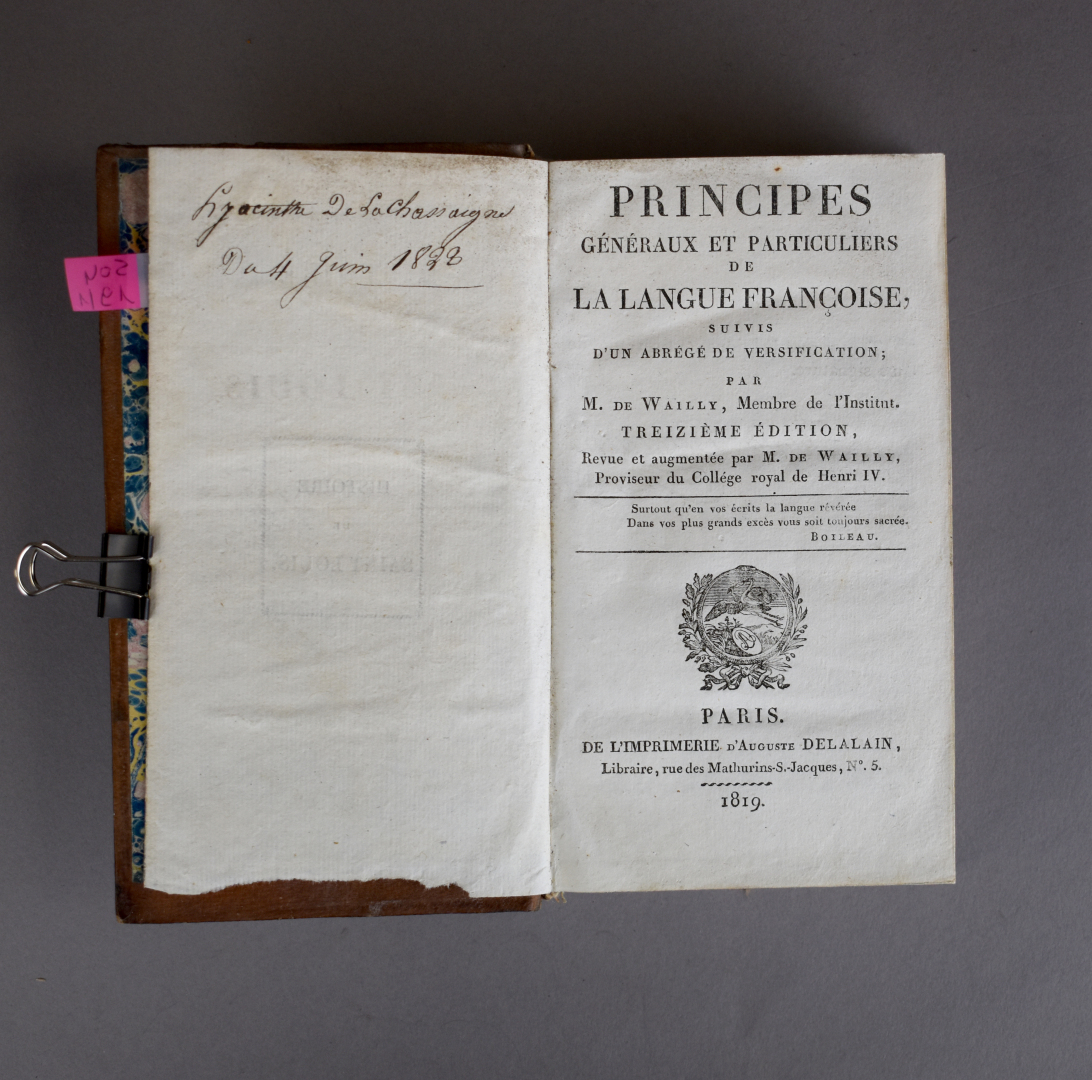 Hyacinthe De La Chassaigne
Du 4 Juin 1822
PRINCIPES
GÉNÉRAUX ET PARTICULIERS
DE
LA LANGUE FRANÇOISE,
SUIVIS
D'UN ABRÉGÉ DE VERSIFICATION;
PAR
M. DE WAILLY, Membre de l'Institut.
TREIZIÈME ÉDITION,
Revue et augmentée par M. DE WAILLY,
Proviseur du Collége royal de Henri IV.
Surtout qu'en vos écrits la langue révérée
Dans vos plus grands excès vous soit toujours sacrée.
BOILEAU.
PARIS.
DE L'IMPRIMERIE D'AUGUSTE DELALAIN,
Libraire, rue des Mathurins-S.-Jacques, N°. 5.
1819.